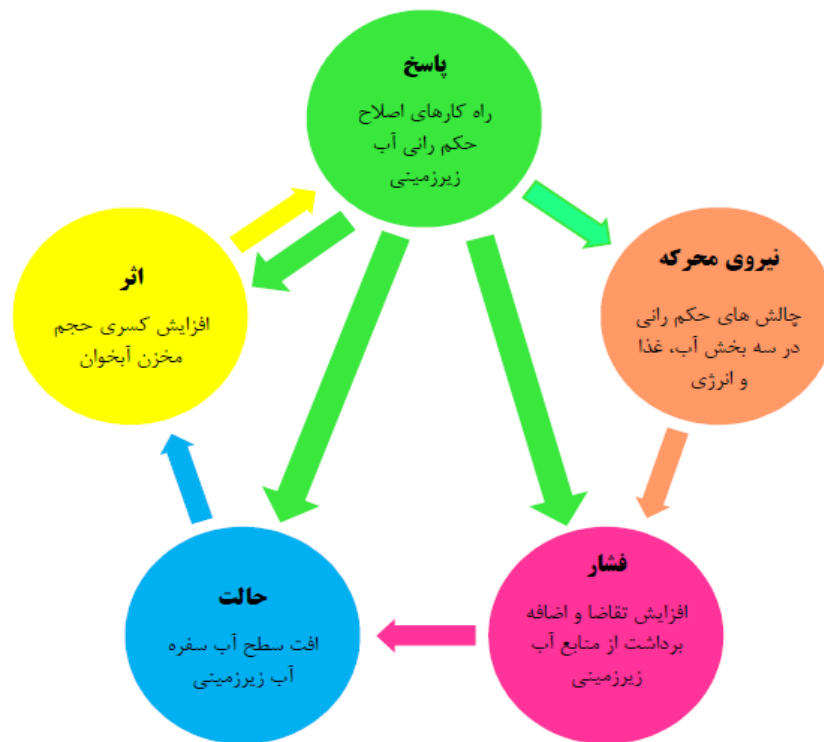 پاسخ
راه کارهای اصلاح
حکم رانی آب
زیرزمینی
نیروی محرکه
چالش های حکم رانی
در سه بخش آب، غذا
و انرژی
فشار
افزایش تقاضا و اضافه
برداشت از منابع آب
زیرزمینی
حالت
افت سطح آب سفره
آب زیرزمینی
اثر
افزایش کسری حجم
مخزن آبخوان